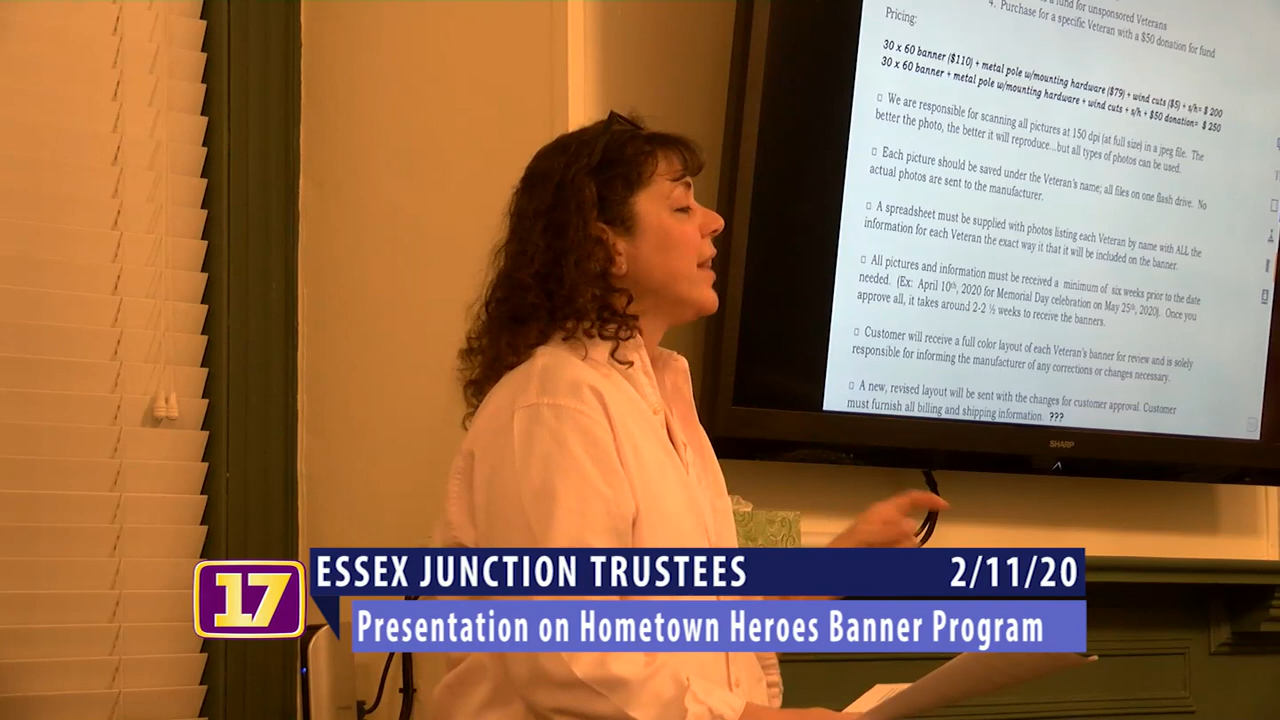 a fund for unsponsored Veterans
4. Purchase for a specific Veteran with a $50 donation for fund
Pricing:
30 x 60 banner ($110) + metal pole w/mounting hardware ($79) + wind cuts ($5) + s/h= $ 200
30 x 60 banner + metal pole w/mounting hardware + wind cuts + s/h + $50 donation= $ 250
□ We are responsible for scanning all pictures at 150 dpi (at full size) in a jpeg file. The
better the photo, the better it will reproduce...but all types of photos can be used.
□ Each picture should be saved under the Veteran's name; all files on one flash drive. No
actual photos are sent to the manufacturer.
□ A spreadsheet must be supplied with photos listing each Veteran by name with ALL the
information for each Veteran the exact way it that it will be included on the banner.
□ All pictures and information must be received a minimum of six weeks prior to the date
needed. (Ex: April 10th, 2020 for Memorial Day celebration on May 25th, 2020). Once you
approve all, it takes around 2-2 ½ weeks to receive the banners.
□ Customer will receive a full color layout of each Veteran's banner for review and is solely
responsible for informing the manufacturer of any corrections or changes necessary.
□ A new, revised layout will be sent with the changes for customer approval. Customer
must furnish all billing and shipping information. ???
SHARP
17
ESSEX JUNCTION TRUSTEES 2/11/20
Presentation on Hometown Heroes Banner Program